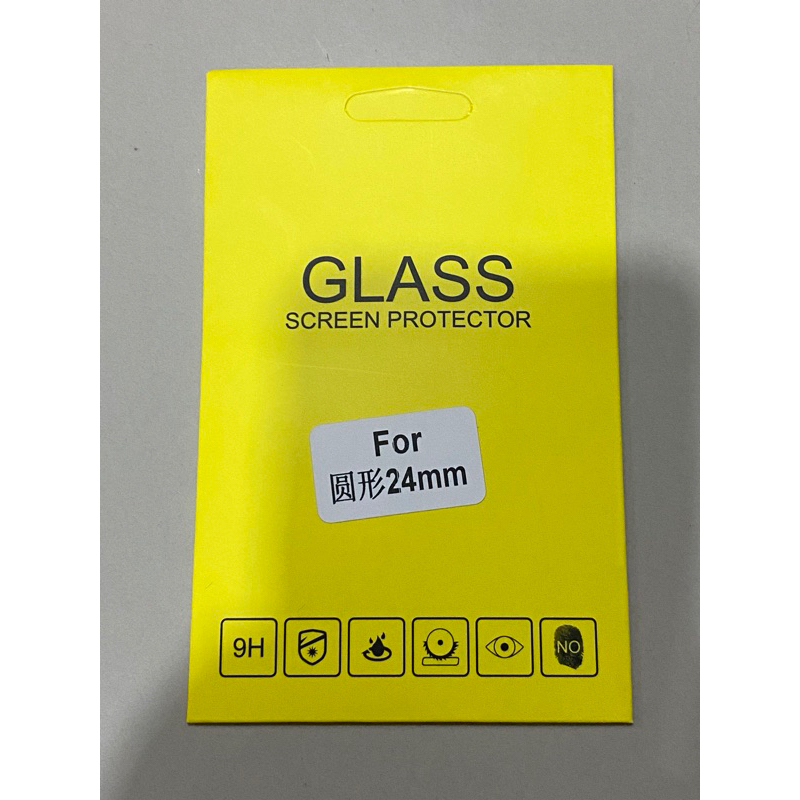 GLASS
SCREEN PROTECTOR
For
圆形24mm
9H
NO